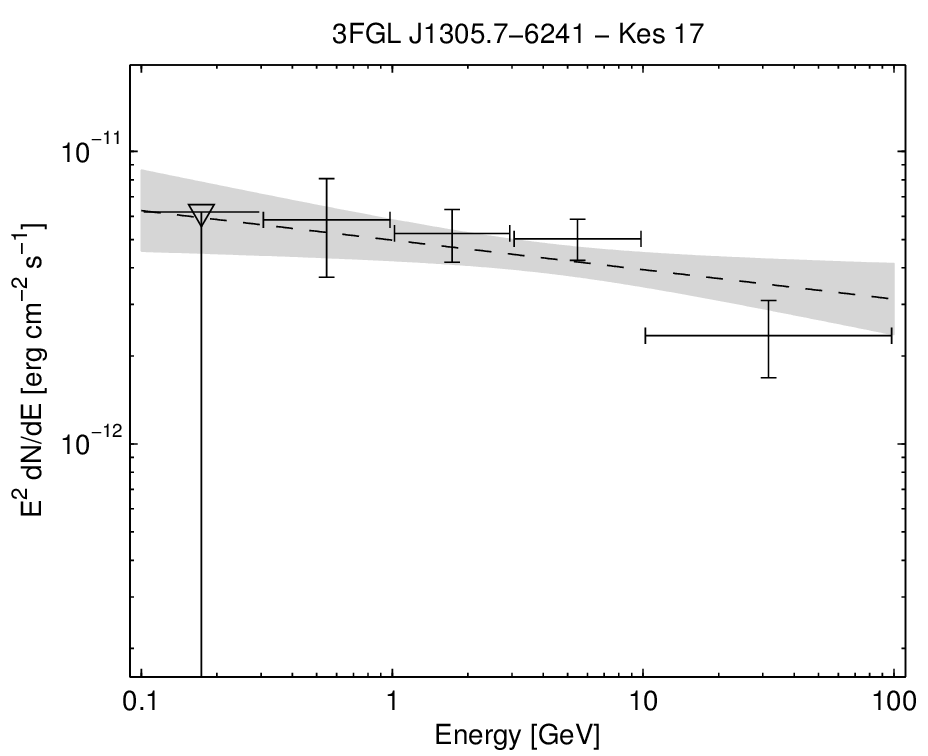 3FGL J1305.7−6241 − Kes 17
10⁻¹¹
10⁻¹²
E² dN/dE [erg cm⁻² s⁻¹]
0.1 1 10 100
Energy [GeV]